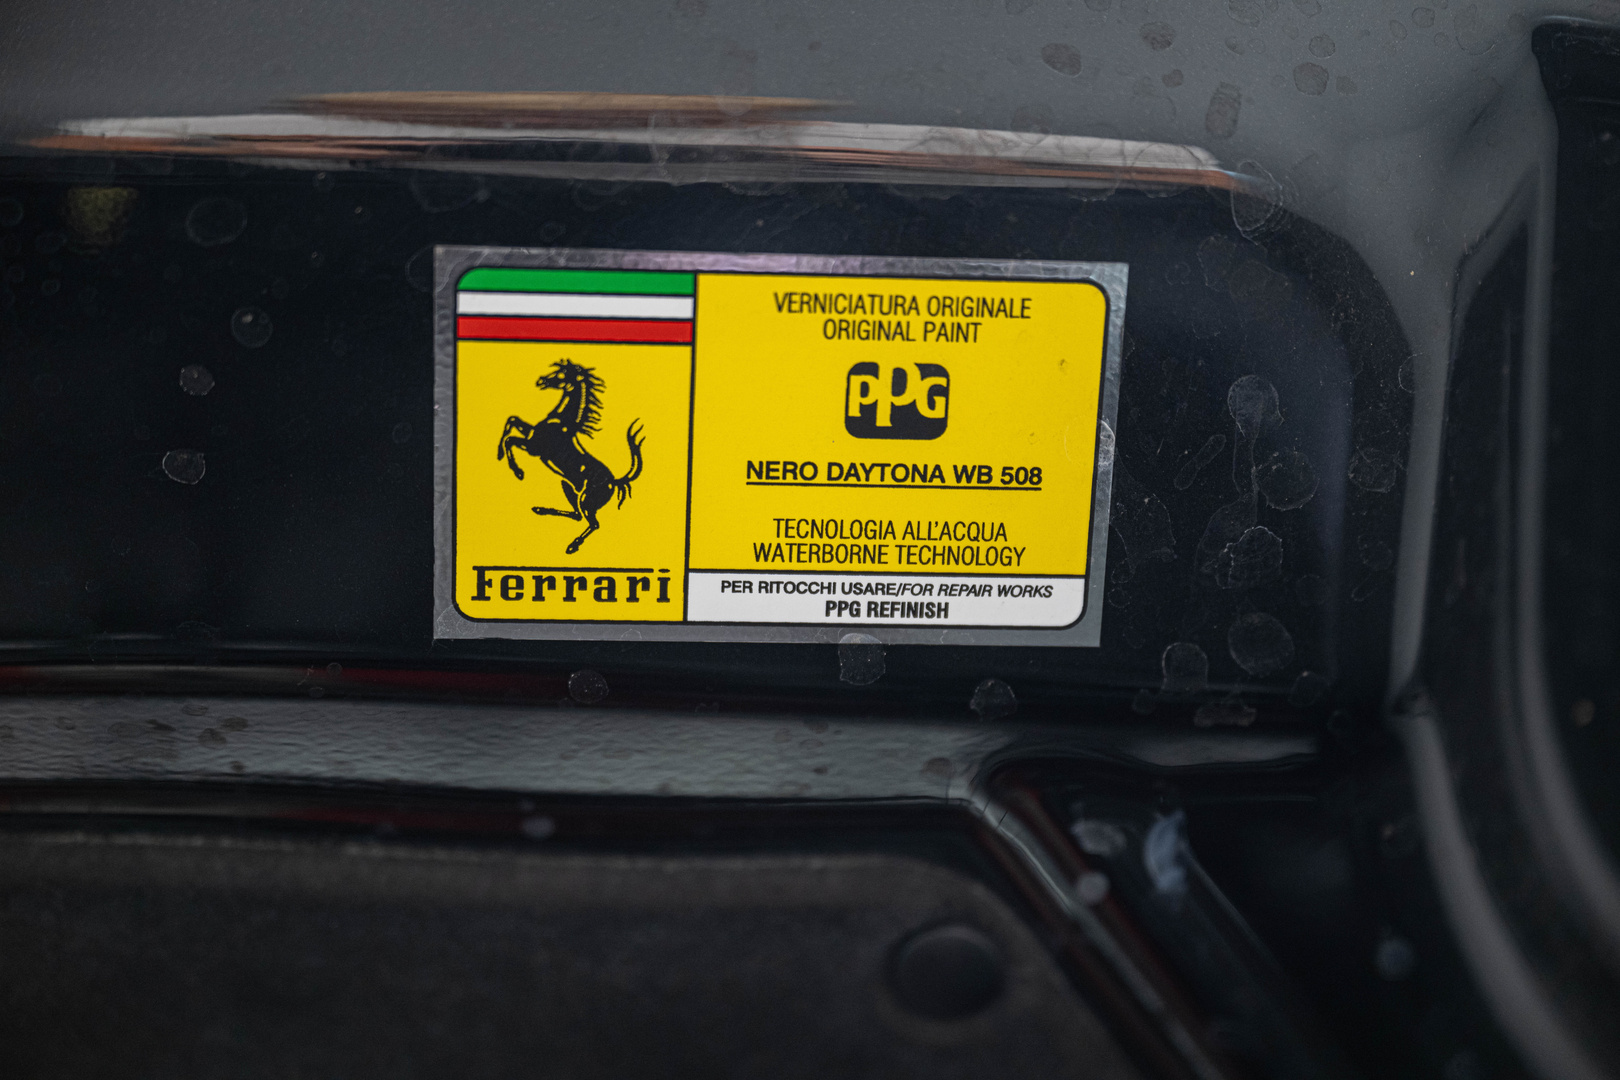 VERNICIATURA ORIGINALE
ORIGINAL PAINT
PPG
NERO DAYTONA WB 508
TECNOLOGIA ALL'ACQUA
WATERBORNE TECHNOLOGY
PER RITOCCHI USARE/FOR REPAIR WORKS
PPG REFINISH
Ferrari